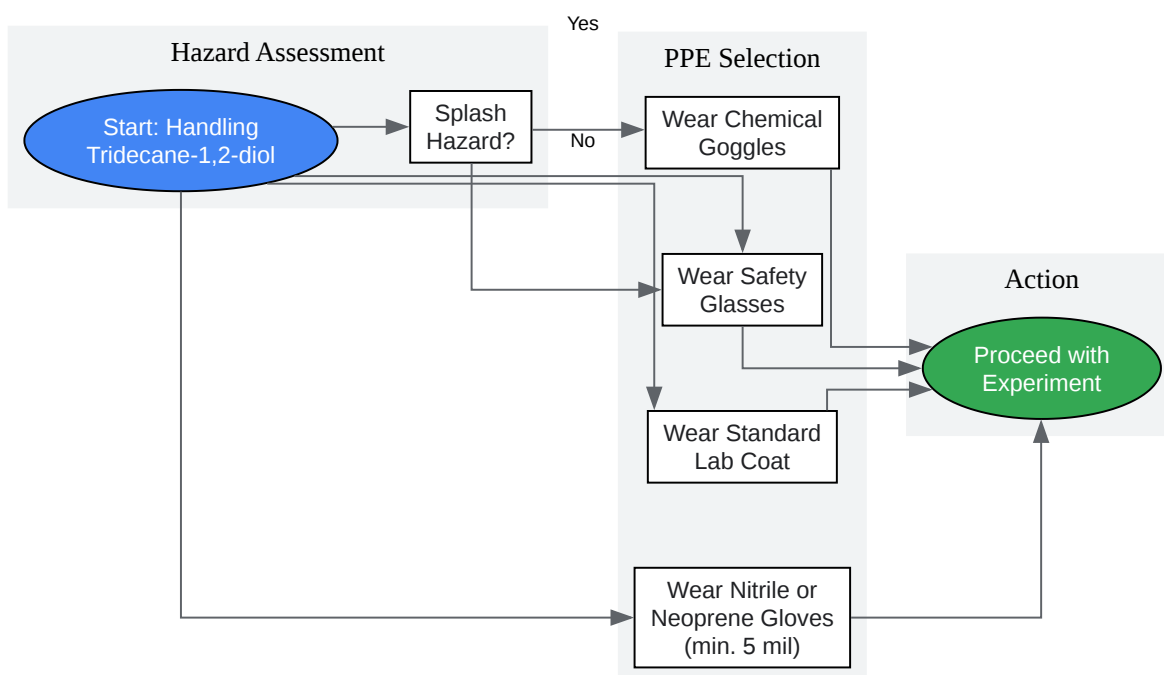 Yes
Hazard Assessment
PPE Selection
Start: Handling
Tridecane-1,2-diol
Splash
Hazard?
No
Wear Chemical
Goggles
Wear Safety
Glasses
Action
Proceed with
Experiment
Wear Standard
Lab Coat
Wear Nitrile or
Neoprene Gloves
(min. 5 mil)